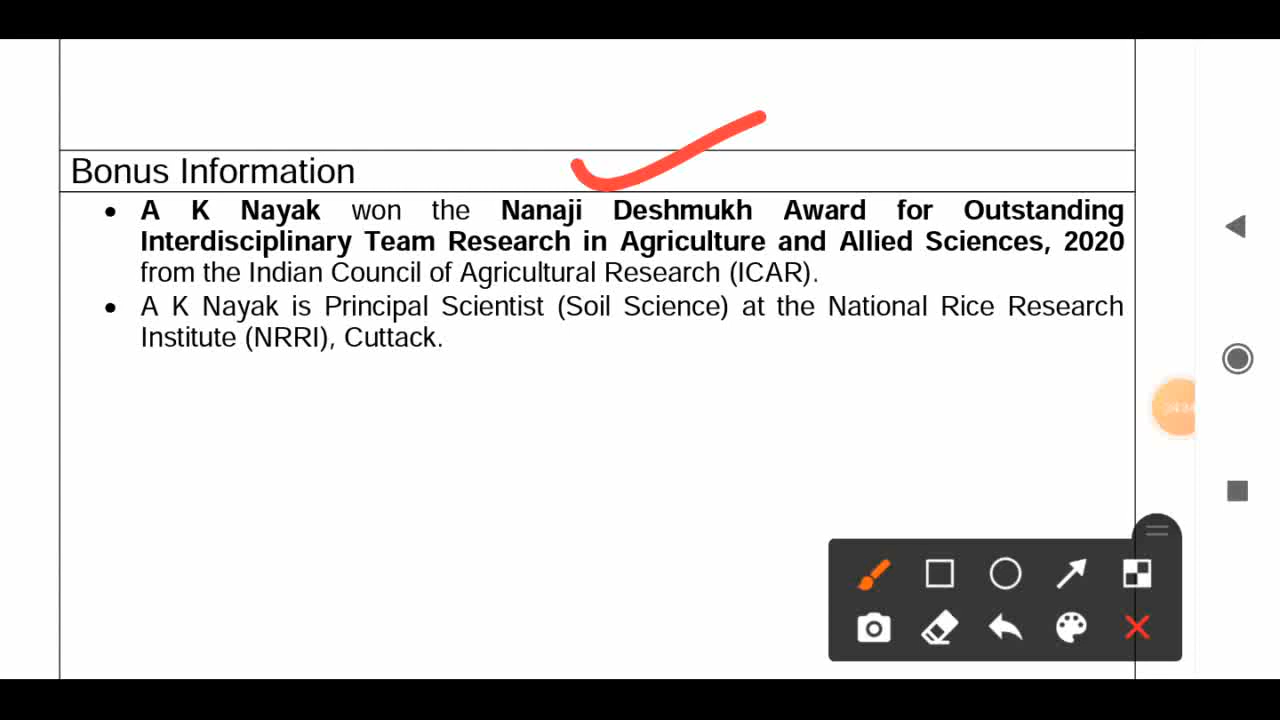 Bonus Information
• A K Nayak won the Nanaji Deshmukh Award for Outstanding
Interdisciplinary Team Research in Agriculture and Allied Sciences, 2020
from the Indian Council of Agricultural Research (ICAR).
• A K Nayak is Principal Scientist (Soil Science) at the National Rice Research
Institute (NRRI), Cuttack.